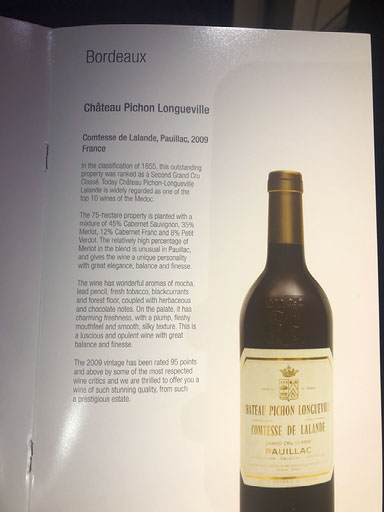 Bordeaux
Château Pichon Longueville
Comtesse de Lalande, Pauillac, 2009
France
In the classification of 1855, this outstanding
property was ranked as a Second Grand Cru
Classé. Today Château Pichon-Longueville
Lalande is widely regarded as one of the
top 10 wines of the Medoc.
The 75-hectare property is planted with a
mixture of 45% Cabernet Sauvignon, 35%
Merlot, 12% Cabernet Franc and 8% Petit
Verdot. The relatively high percentage of
Merlot in the blend is unusual in Pauillac,
and gives the wine a unique personality
with great elegance, balance and finesse.
The wine has wonderful aromas of mocha,
lead pencil, fresh tobacco, blackcurrants
and forest floor, coupled with herbaceous
and chocolate notes. On the palate, it has
charming freshness, with a plump, fleshy
mouthfeel and smooth, silky texture. This is
a luscious and opulent wine with great
balance and finesse.
The 2009 vintage has been rated 95 points
and above by some of the most respected
wine critics and we are thrilled to offer you a
wine of such stunning quality, from such
a prestigious estate.
CHATEAU PICHON LONGUEVILLE
COMTESSE DE LALANDE
GRAND CRU CLASSÉ
PAUILLAC